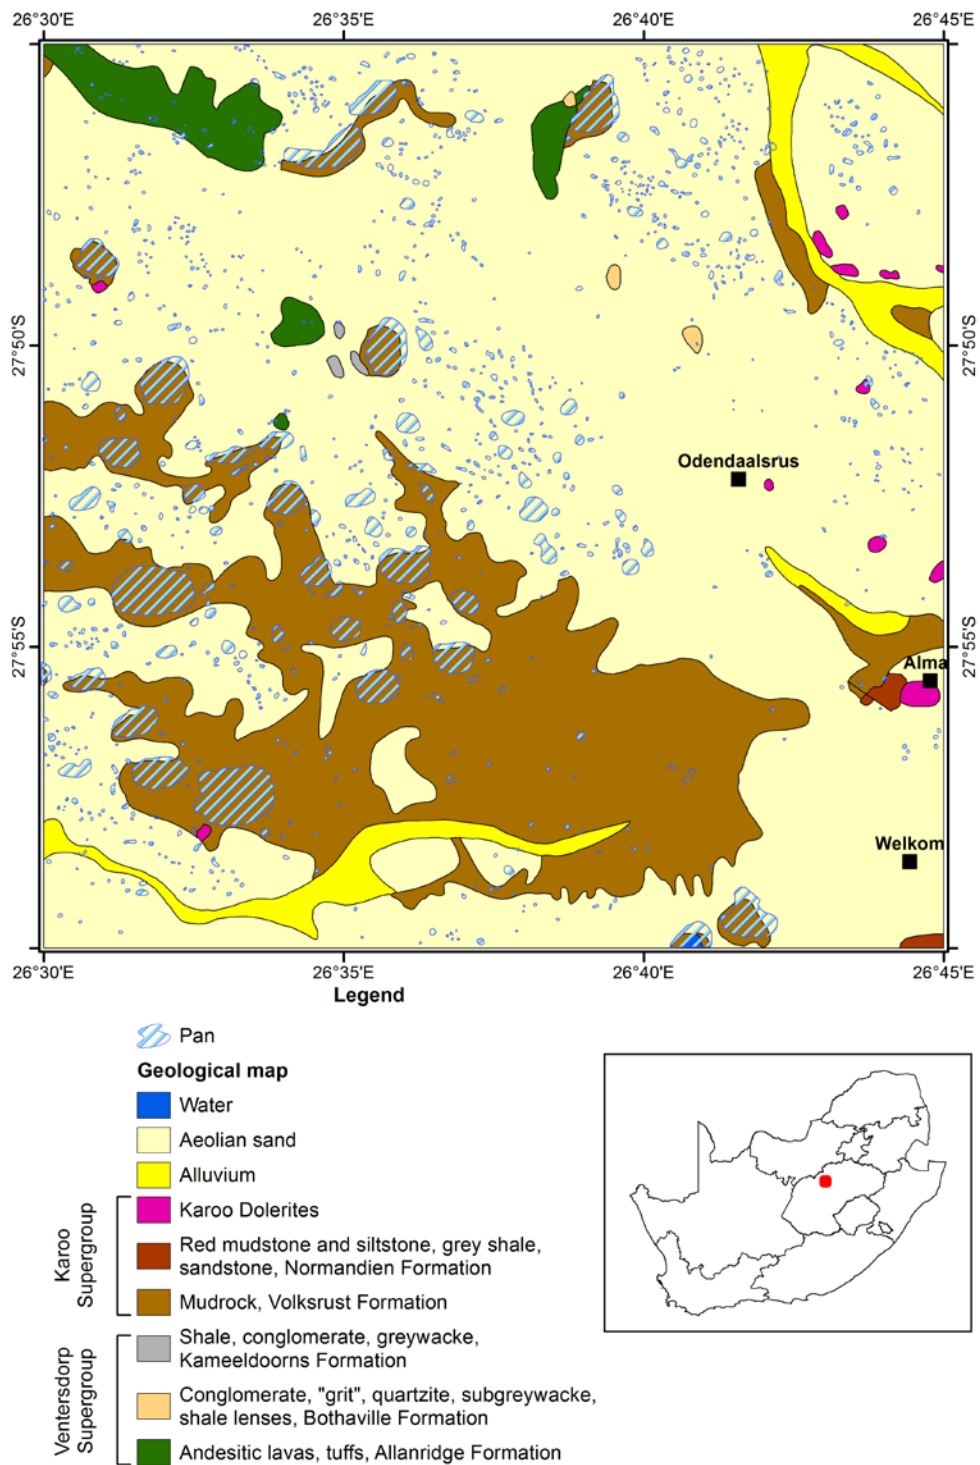 26°30'E 26°35'E 26°40'E 26°45'E
27°50'S 27°50'S
Odendaalsrus
27°55'S 27°55'S
Alma
Welkom
26°30'E 26°35'E 26°40'E 26°45'E
Legend
Pan
Geological map
Water
Aeolian sand
Alluvium
Karoo
Supergroup
Karoo Dolerites
Red mudstone and siltstone, grey shale,
sandstone, Normandien Formation
Mudrock, Volksrust Formation
Ventersdorp
Supergroup
Shale, conglomerate, greywacke,
Kameeldoorns Formation
Conglomerate, "grit", quartzite, subgreywacke,
shale lenses, Bothaville Formation
Andesitic lavas, tuffs, Allanridge Formation